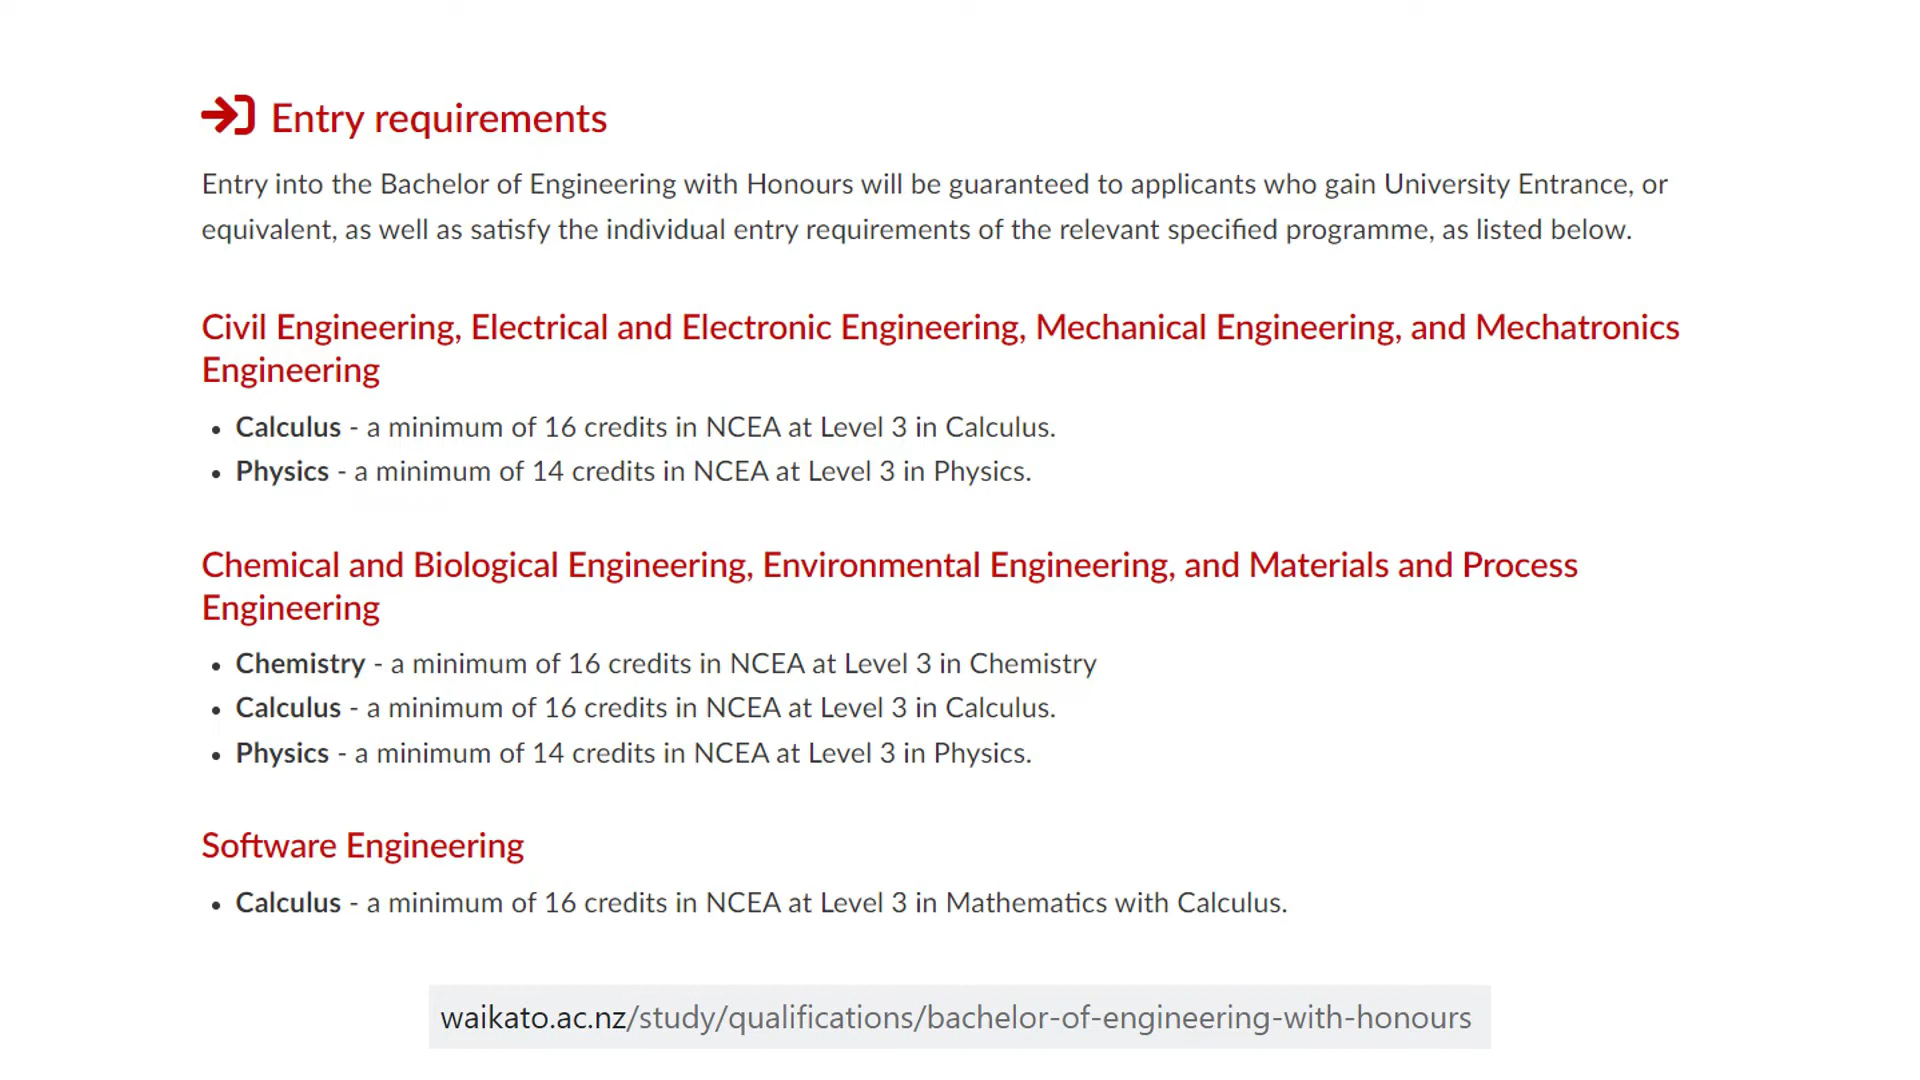 Entry requirements
Entry into the Bachelor of Engineering with Honours will be guaranteed to applicants who gain University Entrance, or
equivalent, as well as satisfy the individual entry requirements of the relevant specified programme, as listed below.
Civil Engineering, Electrical and Electronic Engineering, Mechanical Engineering, and Mechatronics
Engineering
• Calculus - a minimum of 16 credits in NCEA at Level 3 in Calculus.
• Physics - a minimum of 14 credits in NCEA at Level 3 in Physics.
Chemical and Biological Engineering, Environmental Engineering, and Materials and Process
Engineering
• Chemistry - a minimum of 16 credits in NCEA at Level 3 in Chemistry
• Calculus - a minimum of 16 credits in NCEA at Level 3 in Calculus.
• Physics - a minimum of 14 credits in NCEA at Level 3 in Physics.
Software Engineering
• Calculus - a minimum of 16 credits in NCEA at Level 3 in Mathematics with Calculus.
waikato.ac.nz/study/qualifications/bachelor-of-engineering-with-honours